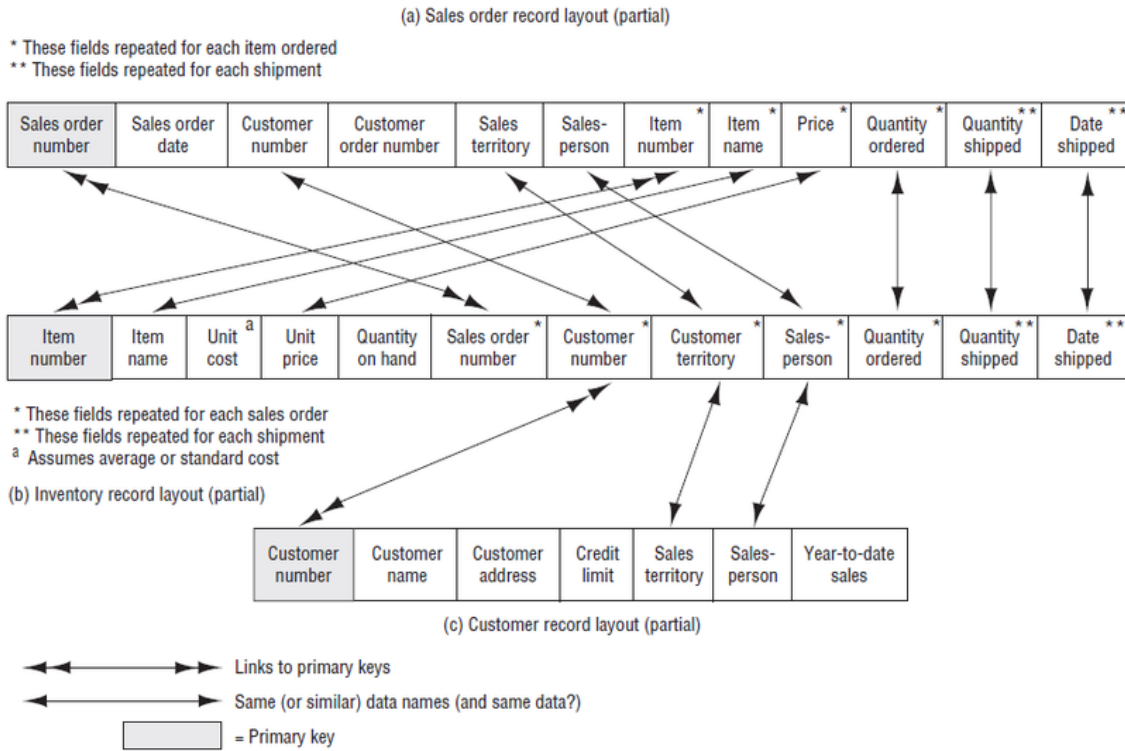 (a) Sales order record layout (partial)
* These fields repeated for each item ordered
** These fields repeated for each shipment
Sales order number
Sales order date
Customer number
Customer order number
Sales territory
Sales-person
Item number *
Item name *
Price *
Quantity ordered *
Quantity shipped **
Date shipped **
Item number
Item name
Unit cost a
Unit price
Quantity on hand
Sales order number *
Customer number *
Customer territory *
Sales-person *
Quantity ordered *
Quantity shipped **
Date shipped **
* These fields repeated for each sales order
** These fields repeated for each shipment
a Assumes average or standard cost
(b) Inventory record layout (partial)
Customer number
Customer name
Customer address
Credit limit
Sales territory
Sales-person
Year-to-date sales
(c) Customer record layout (partial)
Links to primary keys
Same (or similar) data names (and same data?)
= Primary key